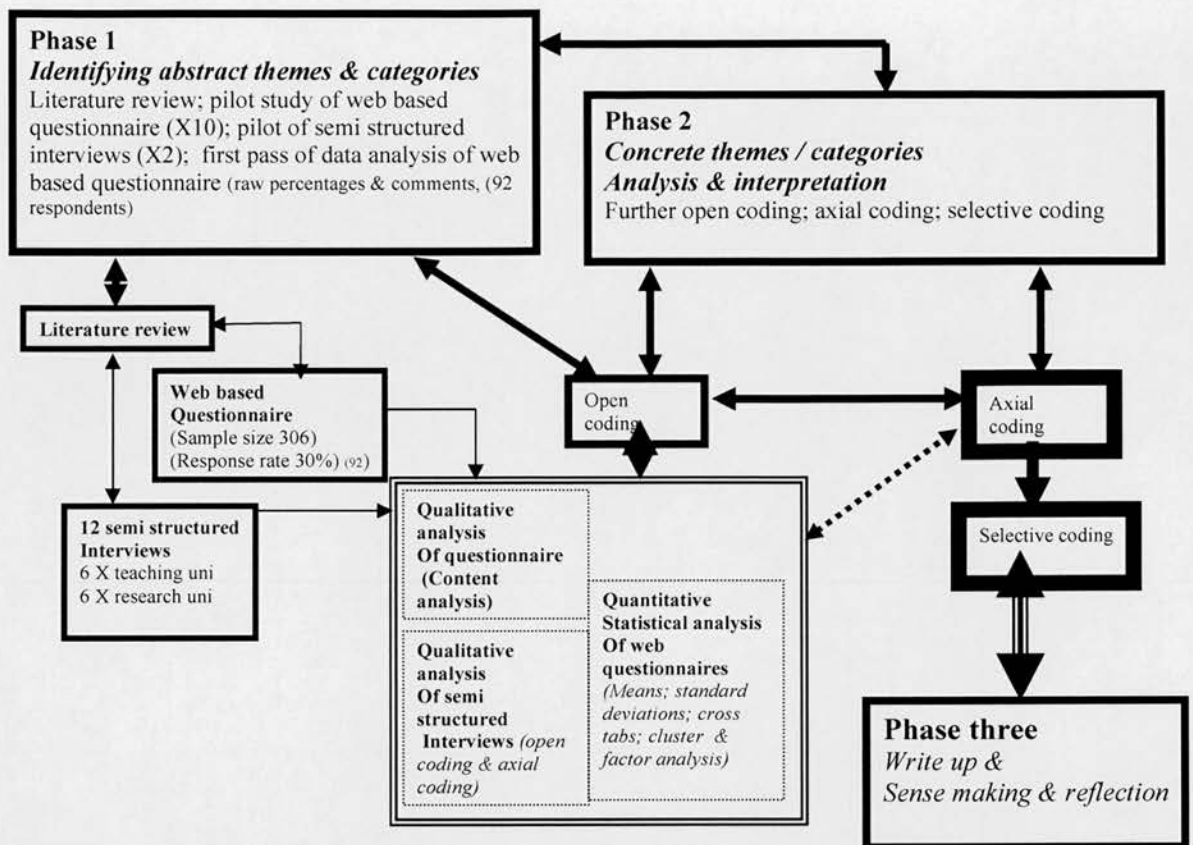 Phase 1
Identifying abstract themes & categories
Literature review; pilot study of web based
questionnaire (X10); pilot of semi structured
interviews (X2); first pass of data analysis of web
based questionnaire (raw percentages & comments, (92
respondents)
Phase 2
Concrete themes / categories
Analysis & interpretation
Further open coding; axial coding; selective coding
Literature review
Web based
Questionnaire
(Sample size 306)
(Response rate 30%) (92)
12 semi structured
Interviews
6 X teaching uni
6 X research uni
Open
coding
Axial
coding
Selective coding
Qualitative
analysis
Of questionnaire
(Content
analysis)
Qualitative
analysis
Of semi
structured
Interviews (open
coding & axial
coding)
Quantitative
Statistical analysis
Of web
questionnaires
(Means; standard
deviations; cross
tabs; cluster &
factor analysis)
Phase three
Write up &
Sense making & reflection